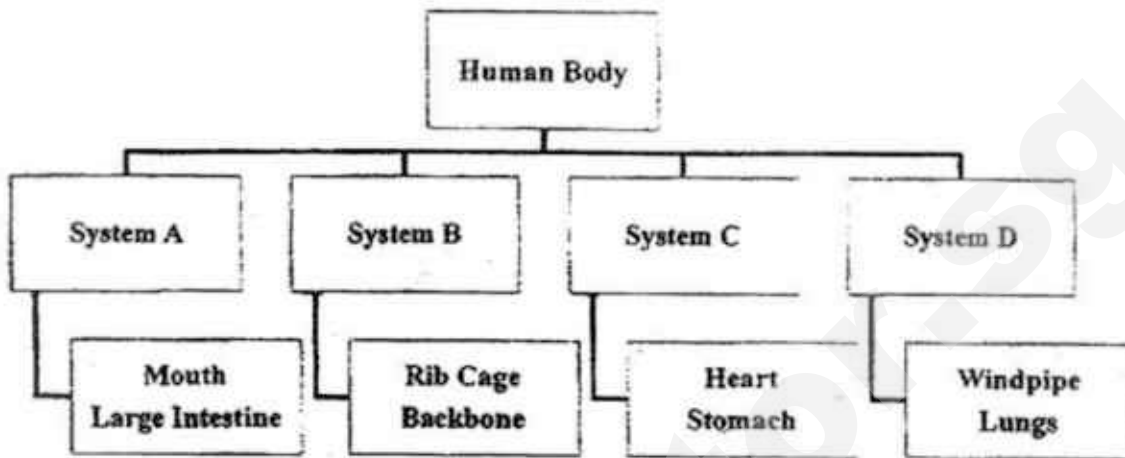 Human Body
System A
System B
System C
System D
Mouth
Large Intestine
Rib Cage
Backbone
Heart
Stomach
Windpipe
Lungs